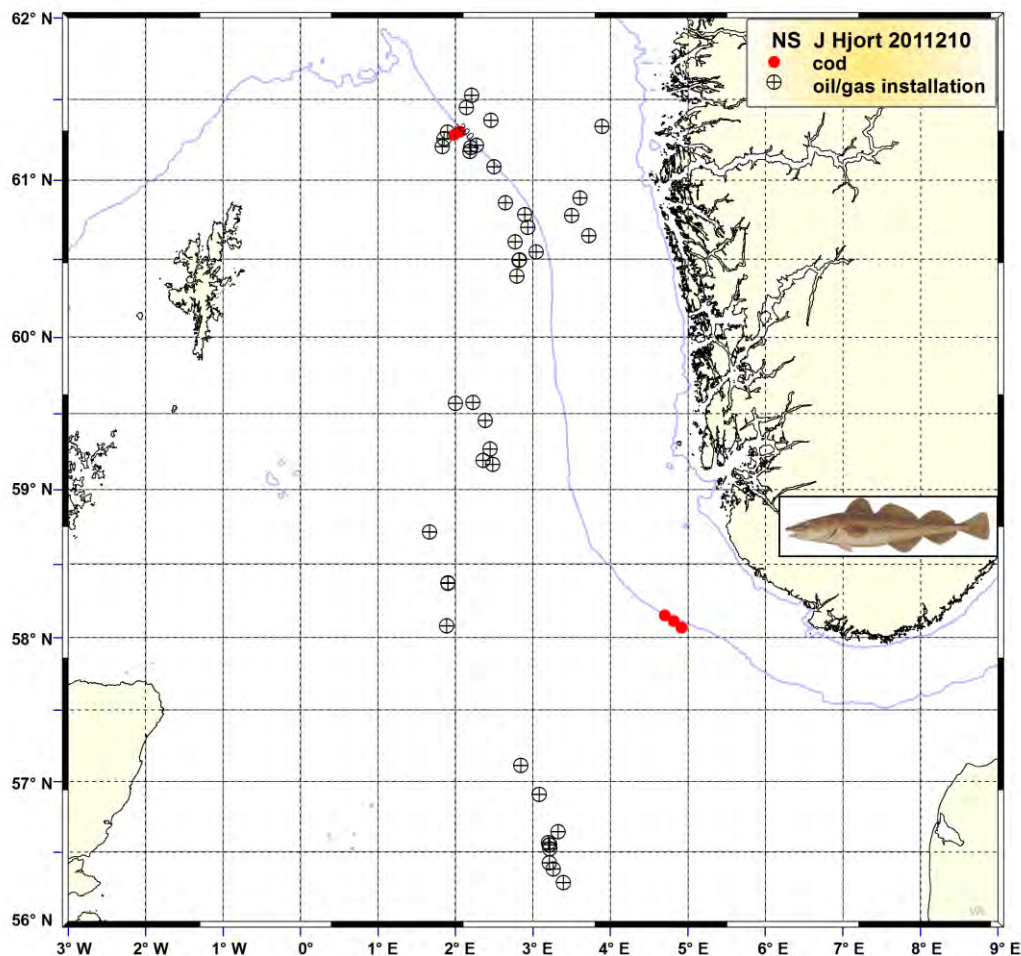 62° N
61° N
60° N
59° N
58° N
57° N
56° N
3° W
2° W
1° W
0°
1° E
2° E
3° E
4° E
5° E
6° E
7° E
8° E
9° E
NS J Hjort 2011210
cod
oil/gas installation